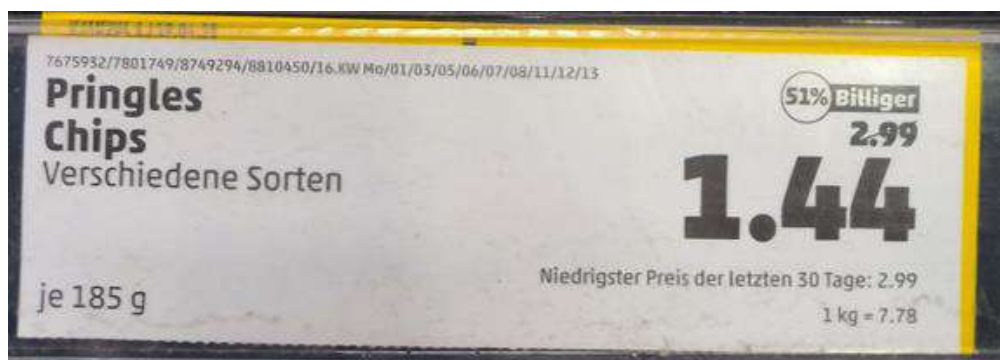 7675932/7801749/8749294/8810450/16.KW Mo/01/03/05/06/07/08/11/12/13
Pringles
Chips
Verschiedene Sorten
51% Billiger
2.99
1.44
Niedrigster Preis der letzten 30 Tage: 2.99
je 185 g
1 kg = 7.78